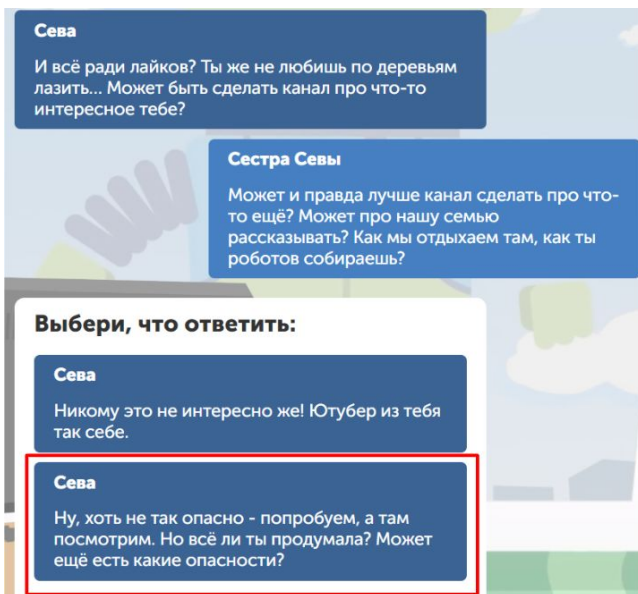 Сева
И всё ради лайков? Ты же не любишь по деревьям
лазить... Может быть сделать канал про что-то
интересное тебе?
Сестра Севы
Может и правда лучше канал сделать про что-
то ещё? Может про нашу семью
рассказывать? Как мы отдыхаем там, как ты
роботов собираешь?
Выбери, что ответить:
Сева
Никому это не интересно же! Ютубер из тебя
так себе.
Сева
Ну, хоть не так опасно - попробуем, а там
посмотрим. Но всё ли ты продумала? Может
ещё есть какие опасности?